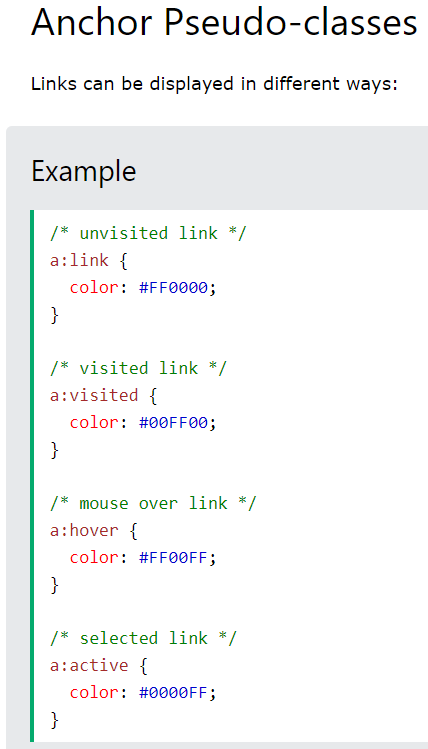 Anchor Pseudo-classes
Links can be displayed in different ways:
Example
/* unvisited link */
a:link {
  color: #FF0000;
}

/* visited link */
a:visited {
  color: #00FF00;
}

/* mouse over link */
a:hover {
  color: #FF00FF;
}

/* selected link */
a:active {
  color: #0000FF;
}